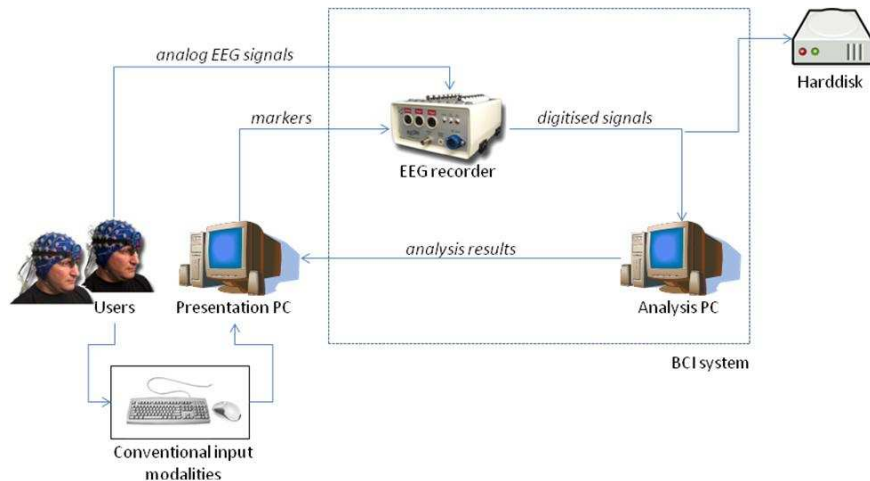 analog EEG signals
Harddisk
markers
digitised signals
EEG recorder
analysis results
Users
Presentation PC
Analysis PC
BCI system
Conventional input
modalities